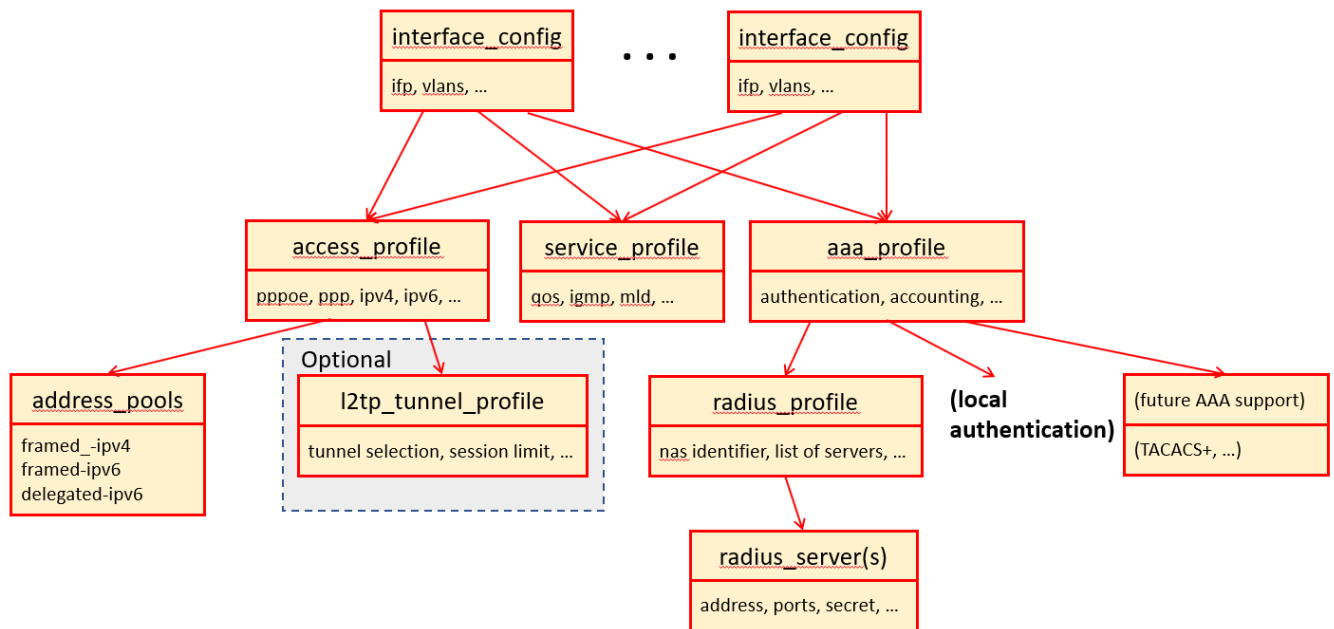 interface_config
ifp, vlans, ...
. . .
interface_config
ifp, vlans, ...
access_profile
pppoe, ppp, ipv4, ipv6, ...
service_profile
qos, igmp, mld, ...
aaa_profile
authentication, accounting, ...
address_pools
framed_-ipv4
framed-ipv6
delegated-ipv6
Optional
l2tp_tunnel_profile
tunnel selection, session limit, ...
radius_profile
nas identifier, list of servers, ...
(local
authentication)
(future AAA support)
(TACACS+, ...)
radius_server(s)
address, ports, secret, ...